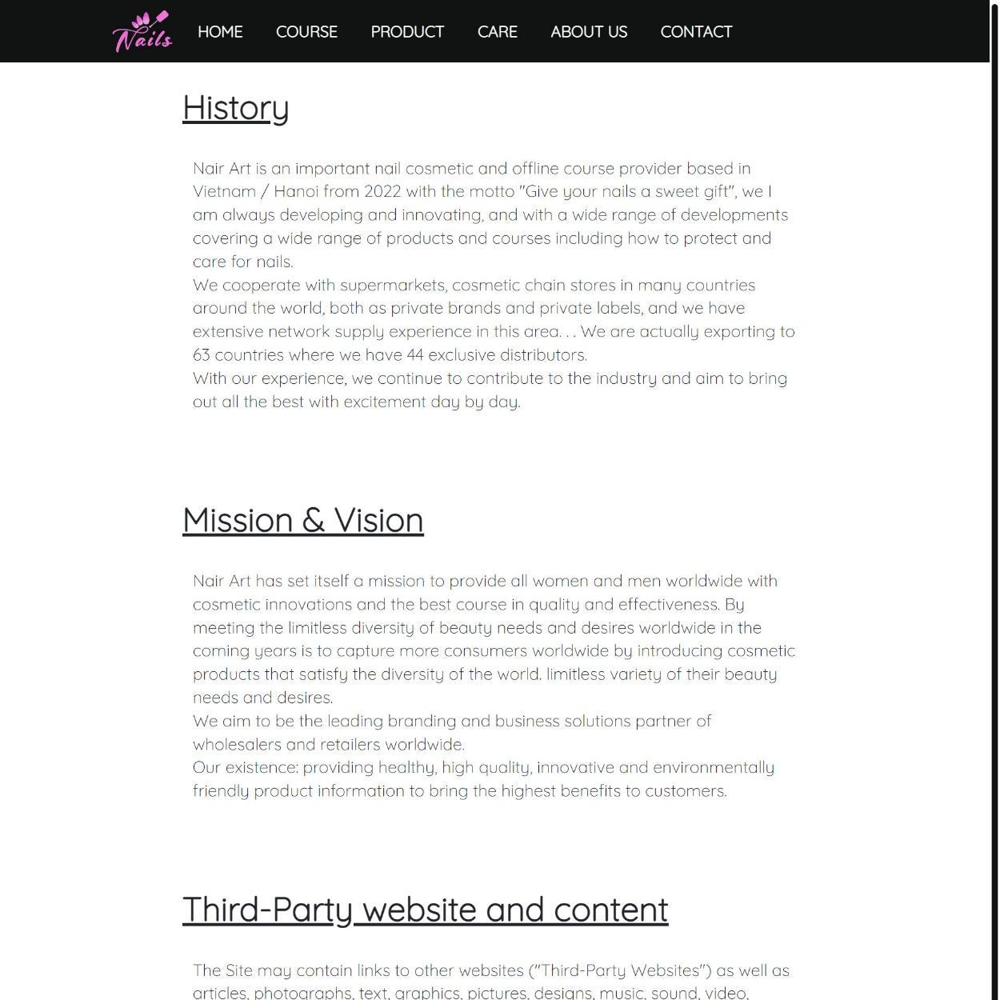 Nails
HOME COURSE PRODUCT CARE ABOUT US CONTACT
History
Nair Art is an important nail cosmetic and offline course provider based in
Vietnam / Hanoi from 2022 with the motto "Give your nails a sweet gift", we I
am always developing and innovating, and with a wide range of developments
covering a wide range of products and courses including how to protect and
care for nails.
We cooperate with supermarkets, cosmetic chain stores in many countries
around the world, both as private brands and private labels, and we have
extensive network supply experience in this area. . . We are actually exporting to
63 countries where we have 44 exclusive distributors.
With our experience, we continue to contribute to the industry and aim to bring
out all the best with excitement day by day.
Mission & Vision
Nair Art has set itself a mission to provide all women and men worldwide with
cosmetic innovations and the best course in quality and effectiveness. By
meeting the limitless diversity of beauty needs and desires worldwide in the
coming years is to capture more consumers worldwide by introducing cosmetic
products that satisfy the diversity of the world. limitless variety of their beauty
needs and desires.
We aim to be the leading branding and business solutions partner of
wholesalers and retailers worldwide.
Our existence: providing healthy, high quality, innovative and environmentally
friendly product information to bring the highest benefits to customers.
Third-Party website and content
The Site may contain links to other websites ("Third-Party Websites") as well as
articles, photographs, text, graphics, pictures, designs, music, sound, video,